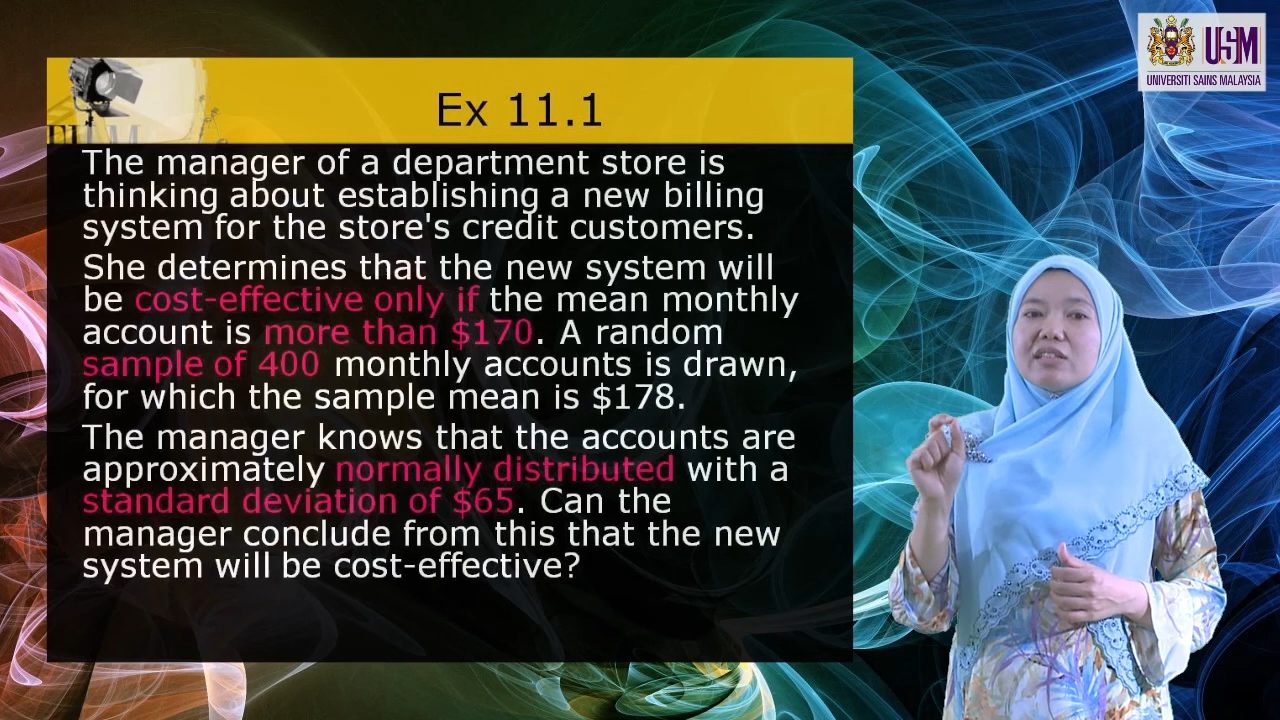 USM
UNIVERSITI SAINS MALAYSIA
Ex 11.1
The manager of a department store is
thinking about establishing a new billing
system for the store's credit customers.
She determines that the new system will
be cost-effective only if the mean monthly
account is more than $170. A random
sample of 400 monthly accounts is drawn,
for which the sample mean is $178.
The manager knows that the accounts are
approximately normally distributed with a
standard deviation of $65. Can the
manager conclude from this that the new
system will be cost-effective?